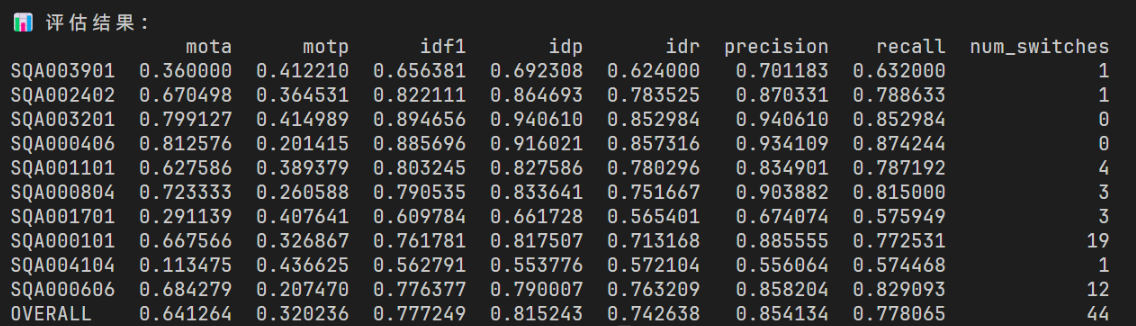 📊 评估结果：
mota motp idf1 idp idr precision recall num_switches
SQA003901 0.360000 0.412210 0.656381 0.692308 0.624000 0.701183 0.632000 1
SQA002402 0.670498 0.364531 0.822111 0.864693 0.783525 0.870331 0.788633 1
SQA003201 0.799127 0.414989 0.894656 0.940610 0.852984 0.940610 0.852984 0
SQA000406 0.812576 0.201415 0.885696 0.916021 0.857316 0.934109 0.874244 0
SQA001101 0.627586 0.389379 0.803245 0.827586 0.780296 0.834901 0.787192 4
SQA000804 0.723333 0.260588 0.790535 0.833641 0.751667 0.903882 0.815000 3
SQA001701 0.291139 0.407641 0.609784 0.661728 0.565401 0.674074 0.575949 3
SQA000101 0.667566 0.326867 0.761781 0.817507 0.713168 0.885555 0.772531 19
SQA004104 0.113475 0.436625 0.562791 0.553776 0.572104 0.556064 0.574468 1
SQA000606 0.684279 0.207470 0.776377 0.790007 0.763209 0.858204 0.829093 12
OVERALL 0.641264 0.320236 0.777249 0.815243 0.742638 0.854134 0.778065 44